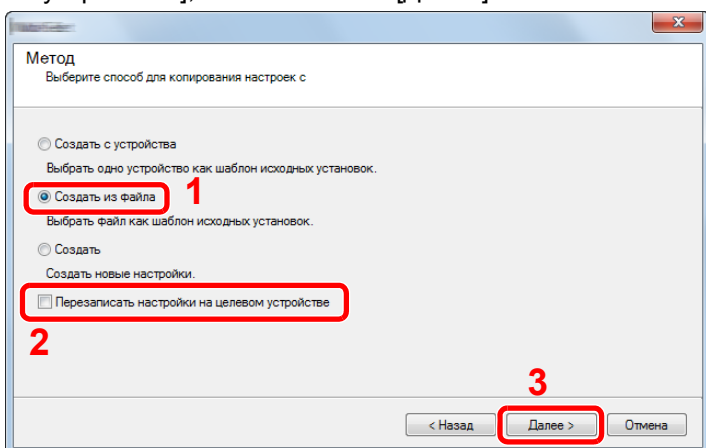 Метод
Выберите способ для копирования настроек с
Создать с устройства
Выбрать одно устройство как шаблон исходных установок.
1
Создать из файла
Выбрать файл как шаблон исходных установок.
Создать
Создать новые настройки.
Перезаписать настройки на целевом устройстве
2
3
< Назад
Далее >
Отмена